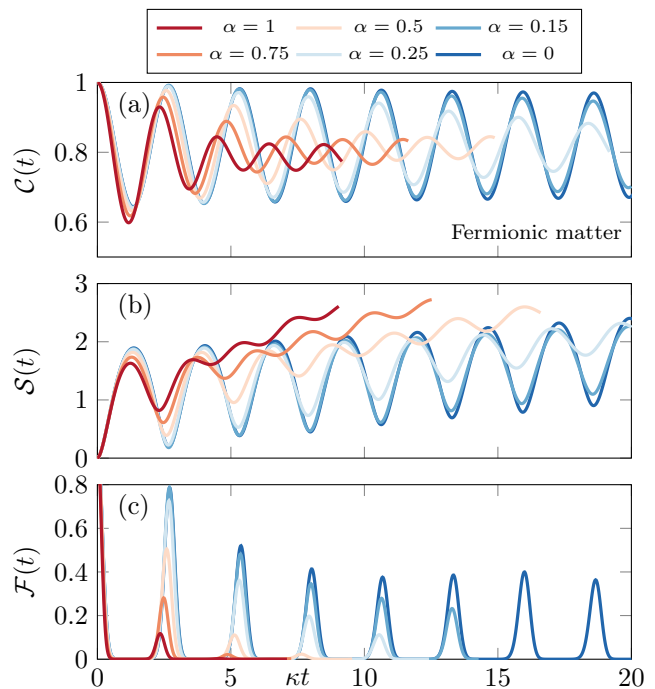 α = 1 α = 0.5 α = 0.15
α = 0.75 α = 0.25 α = 0
(a)
C(t)
1
0.8
0.6
Fermionic matter
(b)
S(t)
3
2
1
0
(c)
F(t)
0.8
0.6
0.4
0.2
0
0 5 κt 10 15 20